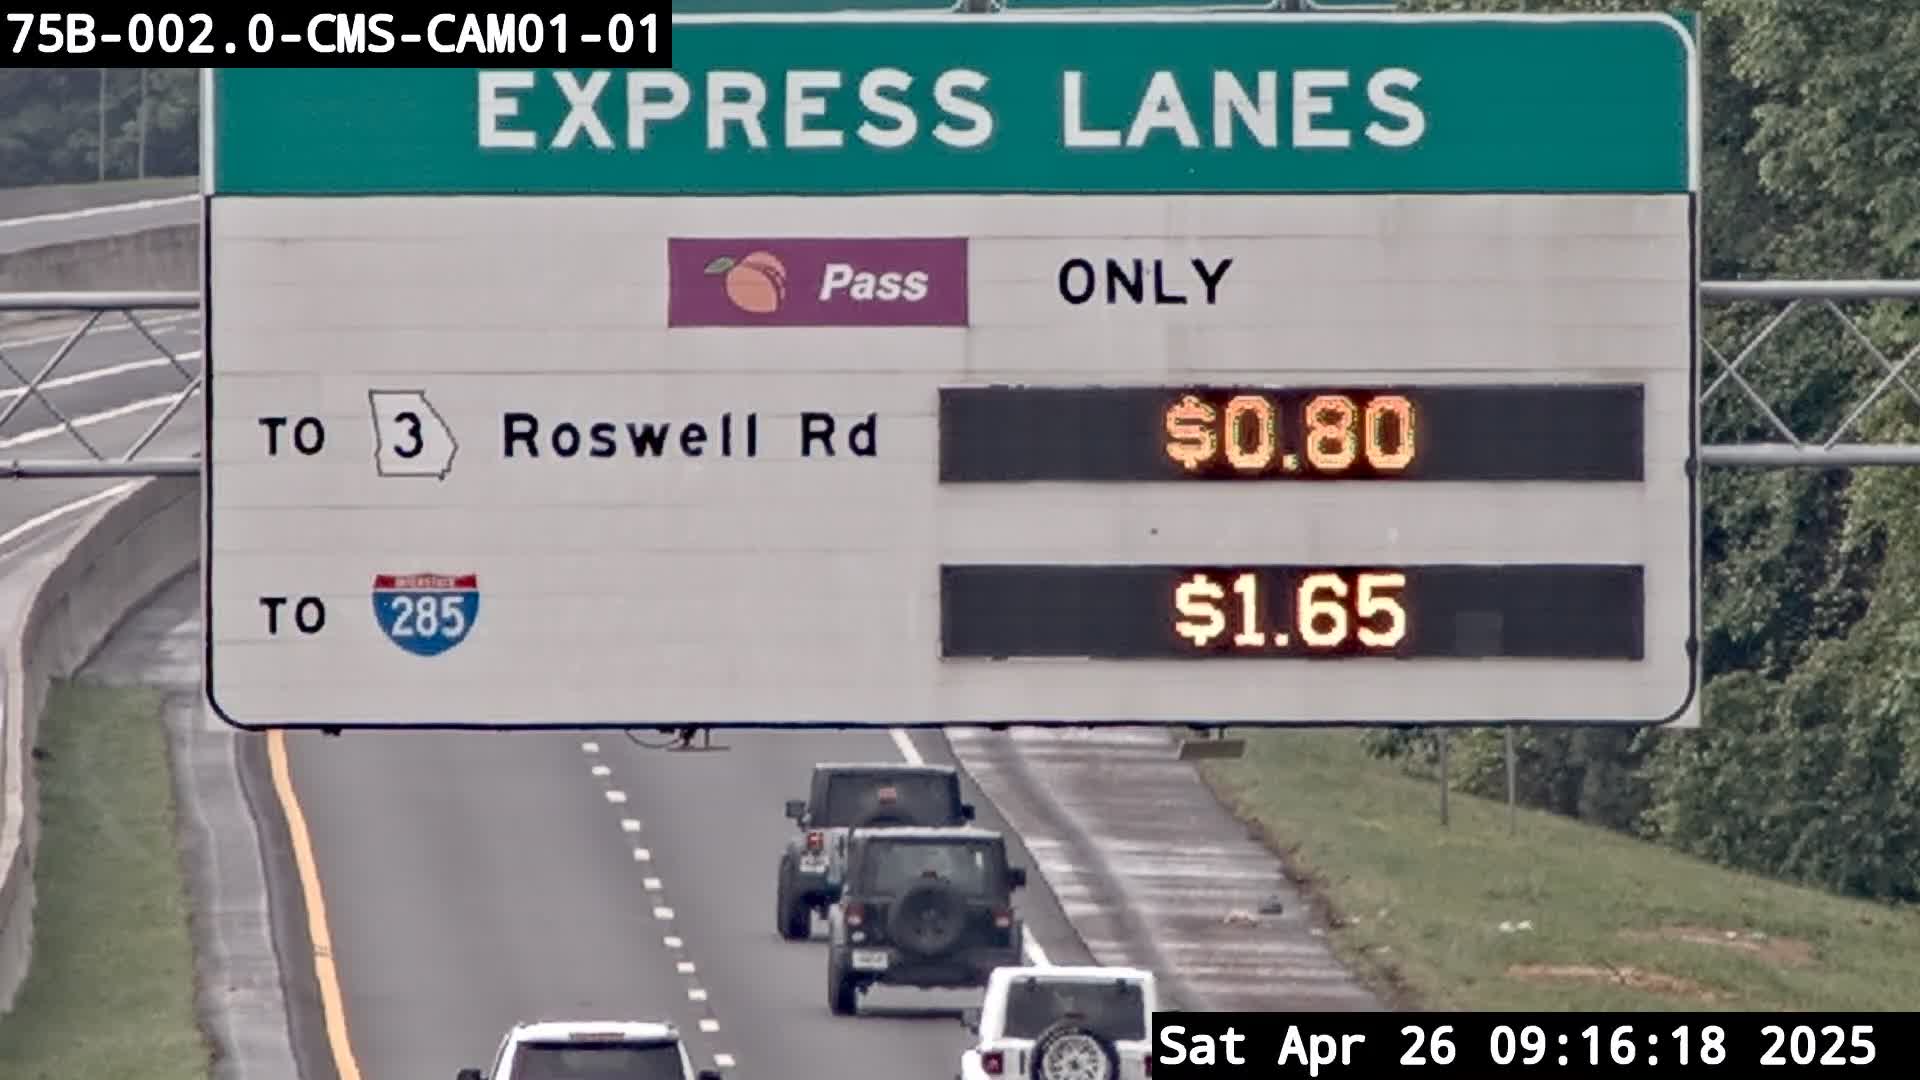 75B-002.0-CMS-CAM01-01
EXPRESS LANES
Pass ONLY
TO 3 Roswell Rd $0.80
TO INTERSTATE 285 $1.65
Sat Apr 26 09:16:18 2025